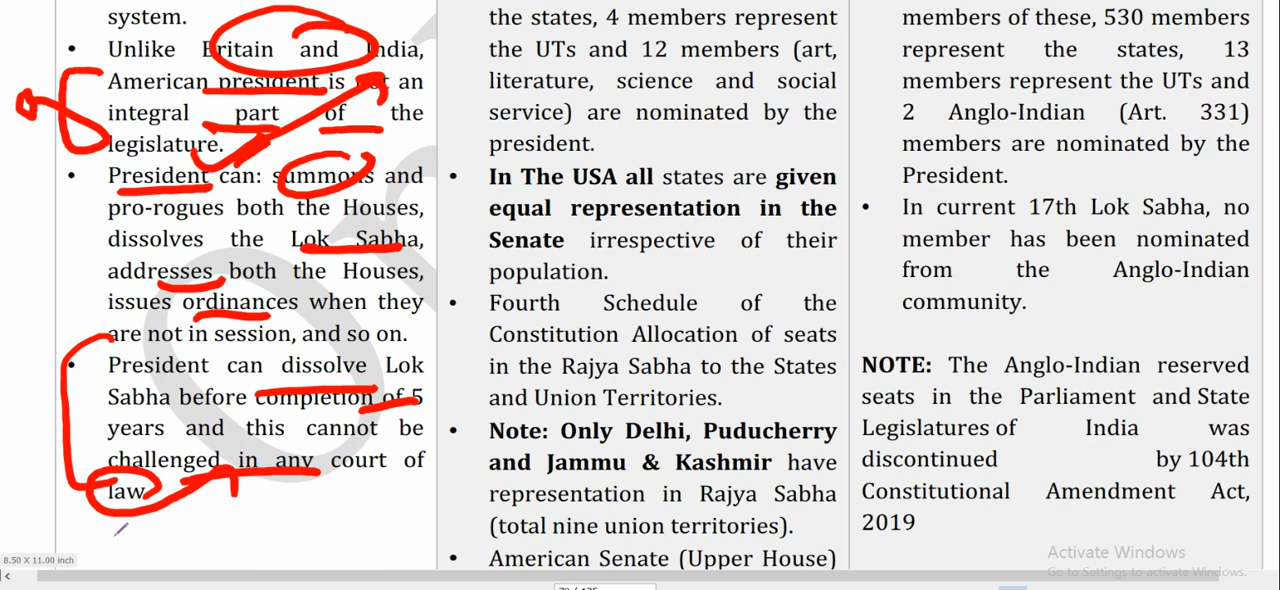 system.
• Unlike Britain and India,
American president is not an
integral part of the
legislature.
• President can: summons and
pro-rogues both the Houses,
dissolves the Lok Sabha,
addresses both the Houses,
issues ordinances when they
are not in session, and so on.
• President can dissolve Lok
Sabha before completion of 5
years and this cannot be
challenged in any court of
law
the states, 4 members represent
the UTs and 12 members (art,
literature, science and social
service) are nominated by the
president.
• In The USA all states are given
equal representation in the
Senate irrespective of their
population.
• Fourth Schedule of the
Constitution Allocation of seats
in the Rajya Sabha to the States
and Union Territories.
• Note: Only Delhi, Puducherry
and Jammu & Kashmir have
representation in Rajya Sabha
(total nine union territories).
• American Senate (Upper House)
members of these, 530 members
represent the states, 13
members represent the UTs and
2 Anglo-Indian (Art. 331)
members are nominated by the
President.
• In current 17th Lok Sabha, no
member has been nominated
from the Anglo-Indian
community.
NOTE: The Anglo-Indian reserved
seats in the Parliament and State
Legislatures of India was
discontinued by 104th
Constitutional Amendment Act,
2019
Activate Windows
Go to Settings to activate Windows.
8.50 x 11.00 inch